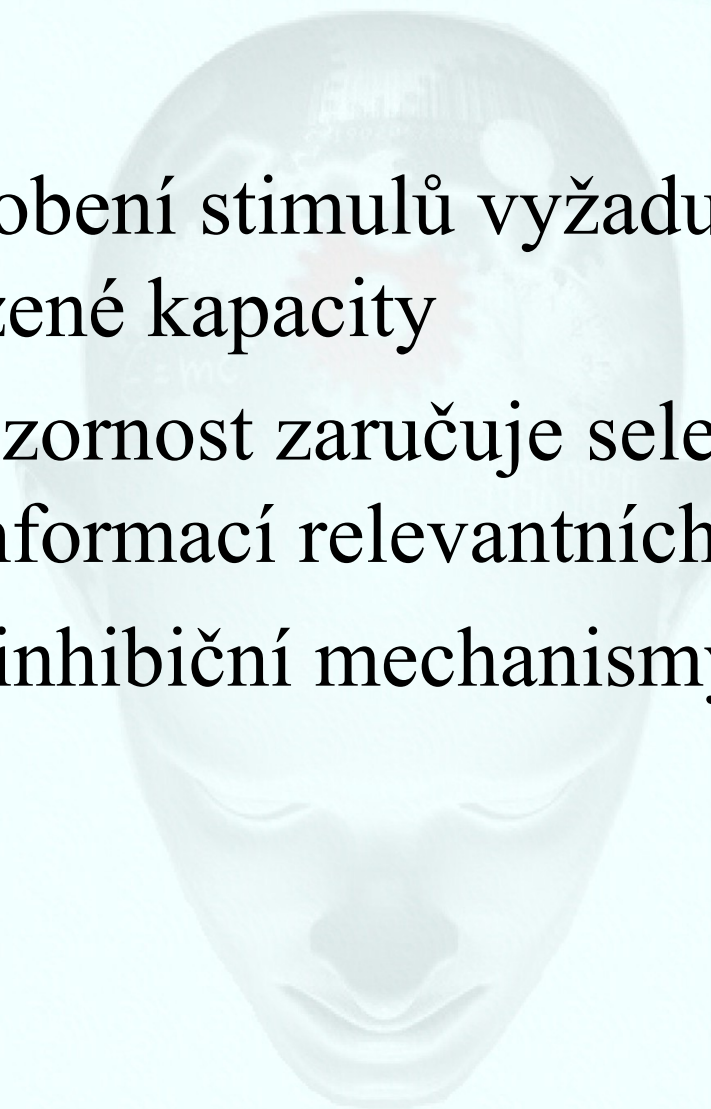 obení stimulů vyžadu
zené kapacity
zornost zaručuje sele
nformací relevantních
inhibiční mechanismy